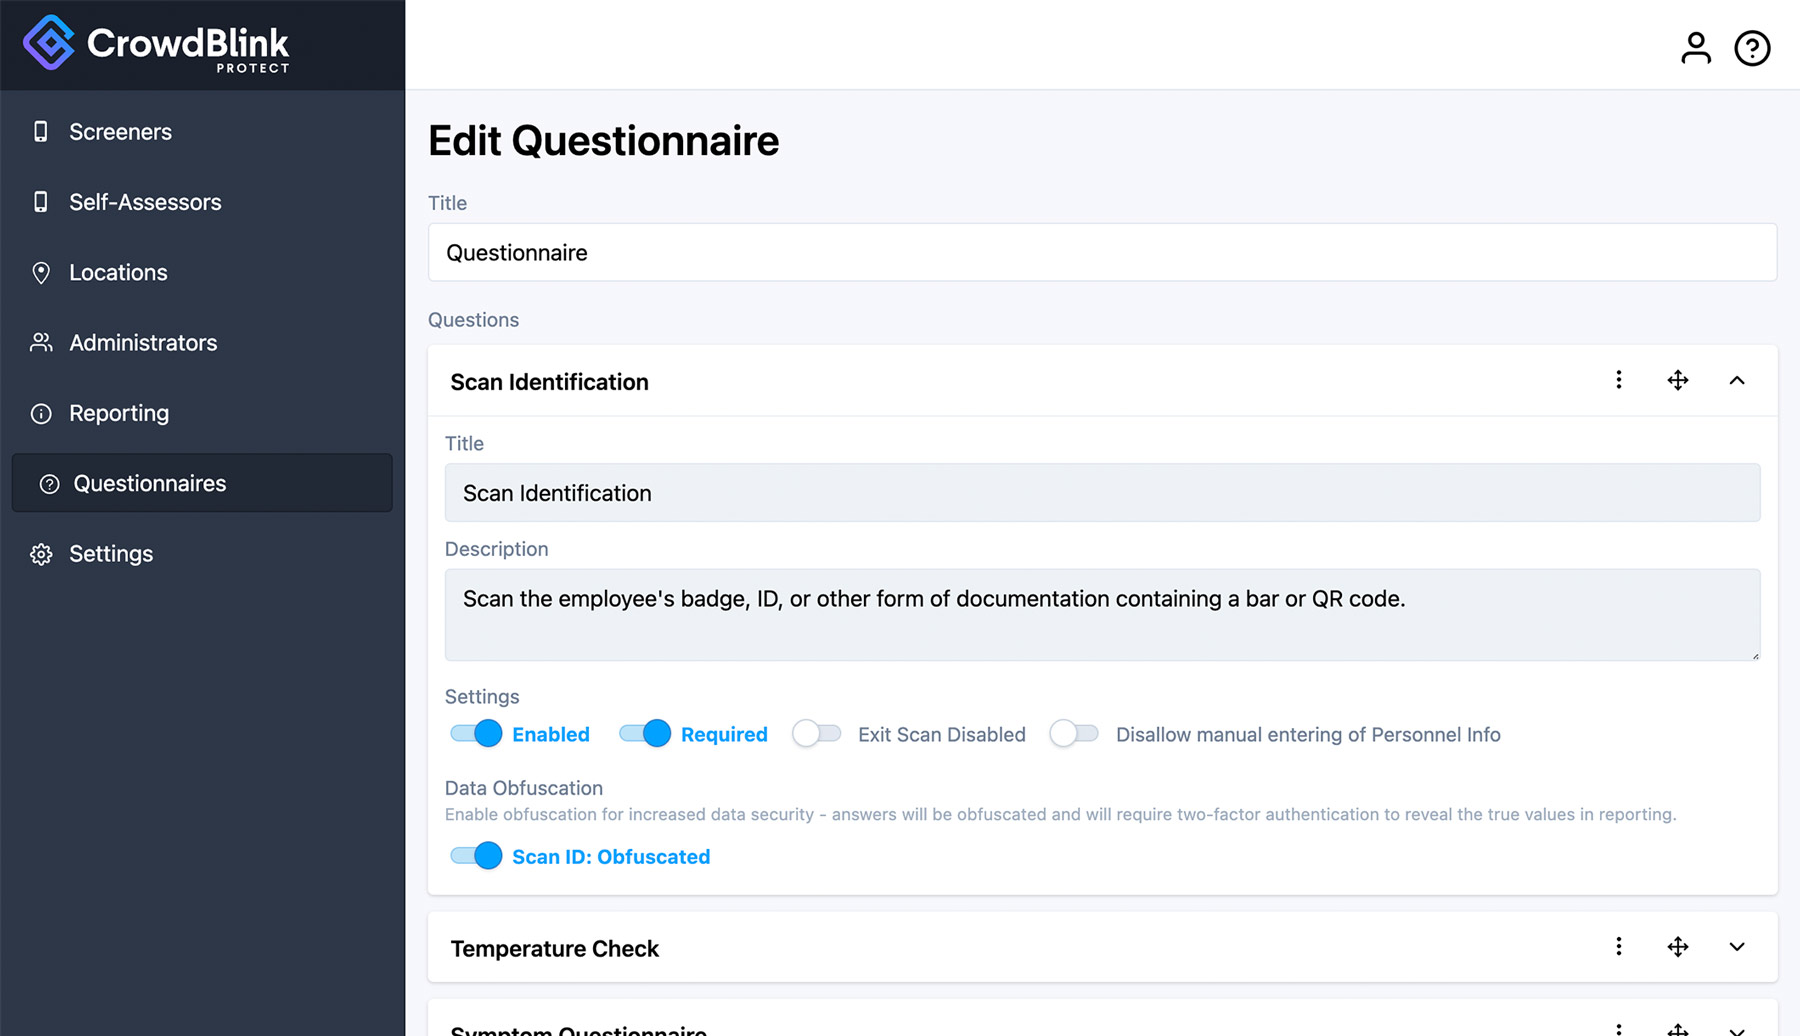 CrowdBlink
PROTECT
Screeners
Self-Assessors
Locations
Administrators
Reporting
Questionnaires
Settings
Edit Questionnaire
Title
Questionnaire
Questions
Scan Identification
Title
Scan Identification
Description
Scan the employee's badge, ID, or other form of documentation containing a bar or QR code.
Settings
Enabled Required Exit Scan Disabled Disallow manual entering of Personnel Info
Data Obfuscation
Enable obfuscation for increased data security - answers will be obfuscated and will require two-factor authentication to reveal the true values in reporting.
Scan ID: Obfuscated
Temperature Check
Symptom Questionnaire